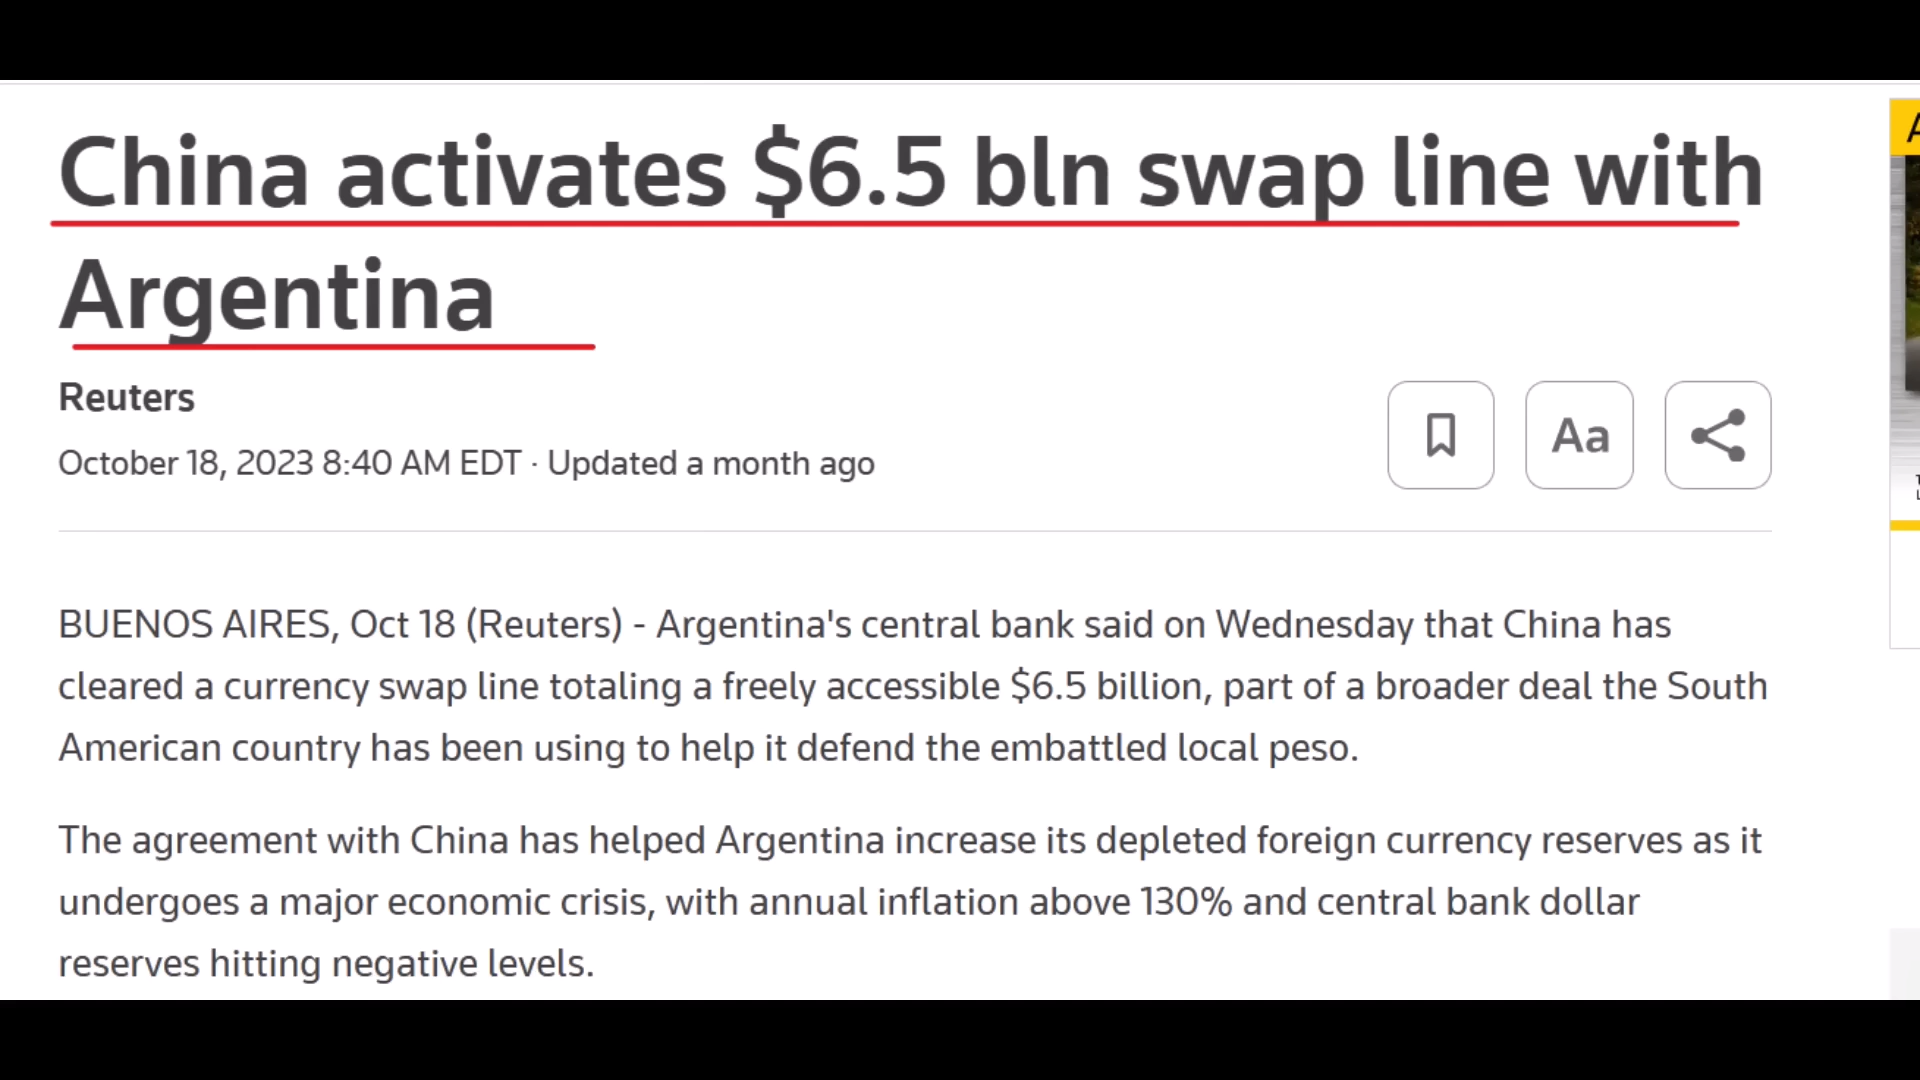 China activates $6.5 bln swap line with
Argentina
Reuters
October 18, 2023 8:40 AM EDT · Updated a month ago
Aa
BUENOS AIRES, Oct 18 (Reuters) - Argentina's central bank said on Wednesday that China has
cleared a currency swap line totaling a freely accessible $6.5 billion, part of a broader deal the South
American country has been using to help it defend the embattled local peso.
The agreement with China has helped Argentina increase its depleted foreign currency reserves as it
undergoes a major economic crisis, with annual inflation above 130% and central bank dollar
reserves hitting negative levels.